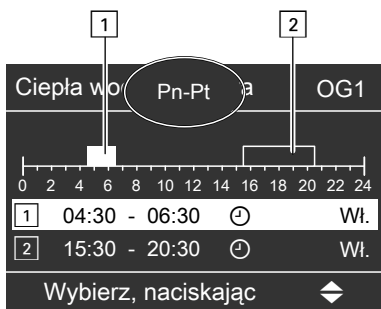 1 2
Ciepła wo Pn-Pt a OG1
0 2 4 6 8 10 12 14 16 18 20 22 24
1 04:30 - 06:30 Wł.
2 15:30 - 20:30 Wł.
Wybierz, naciskając